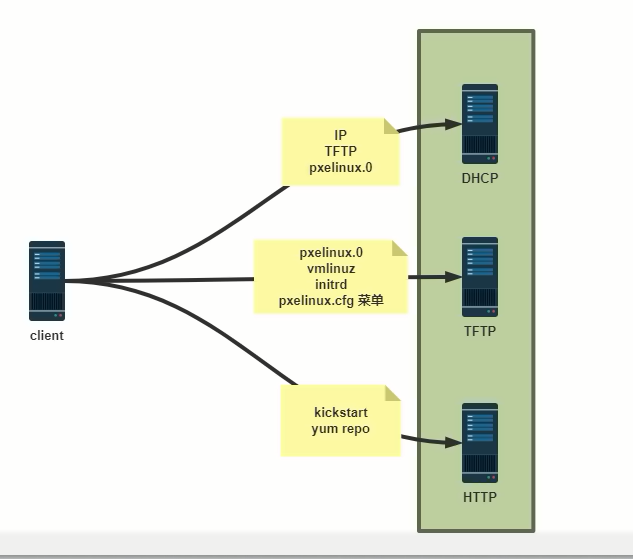 IP
TFTP
pxelinux.0
DHCP
pxelinux.0
vmlinuz
initrd
pxelinux.cfg 菜单
client
TFTP
kickstart
yum repo
HTTP